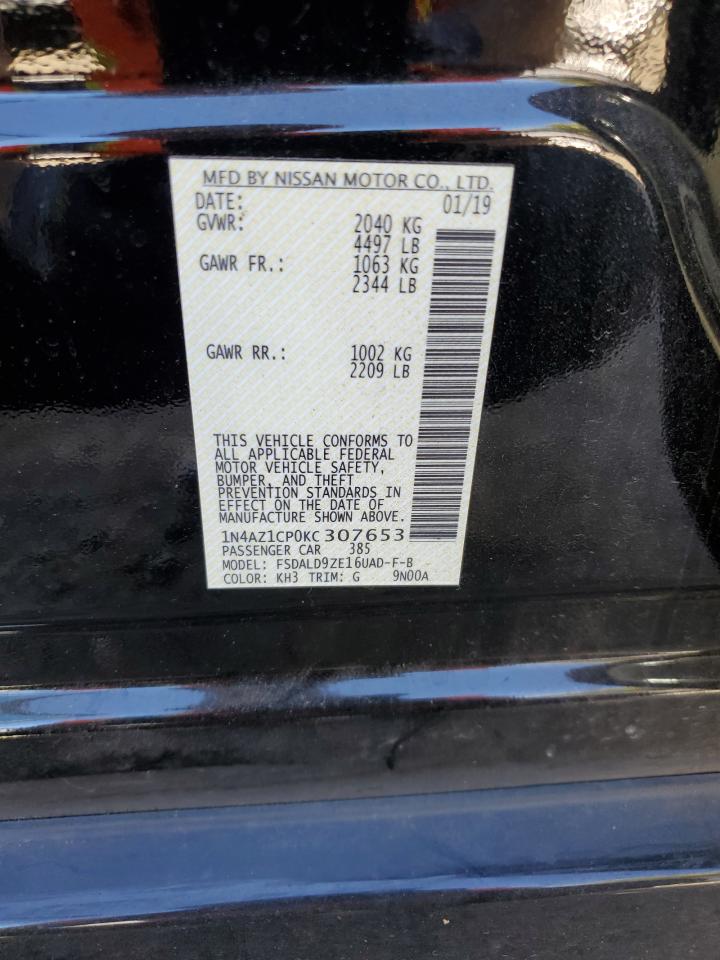 MFD BY NISSAN MOTOR CO., LTD.
DATE: 01/19
GVWR: 2040 KG
4497 LB
GAWR FR.: 1063 KG
2344 LB
GAWR RR.: 1002 KG
2209 LB
THIS VEHICLE CONFORMS TO
ALL APPLICABLE FEDERAL
MOTOR VEHICLE SAFETY,
BUMPER, AND THEFT
PREVENTION STANDARDS IN
EFFECT ON THE DATE OF
MANUFACTURE SHOWN ABOVE.
1N4AZ1CP0KC307653
PASSENGER CAR 385
MODEL: FSDALD9ZE16UAD-F-B
COLOR: KH3 TRIM: G 9N00A